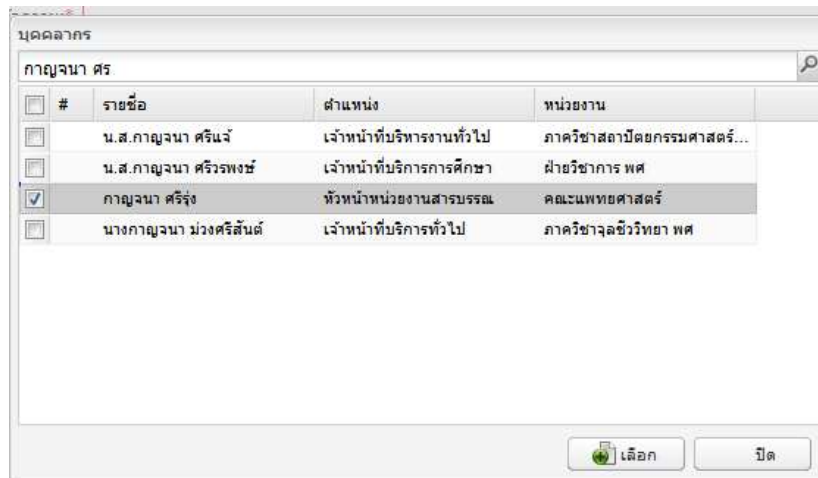 บุคคลากร
กาญจนา ศร
# รายชื่อ ตำแหน่ง หน่วยงาน
น.ส.กาญจนา ศรีแจ้ เจ้าหน้าที่บริหารงานทั่วไป ภาควิชาสถาปัตยกรรมศาสตร์...
น.ส.กาญจนา ศรีวรพงษ์ เจ้าหน้าที่บริการการศึกษา ฝ่ายวิชาการ พศ
กาญจนา ศรีรุ่ง หัวหน้าหน่วยงานสารบรรณ คณะแพทยศาสตร์
นางกาญจนา ม่วงศรีสันต์ เจ้าหน้าที่บริการทั่วไป ภาควิชาจุลชีววิทยา พศ
เลือก ปิด